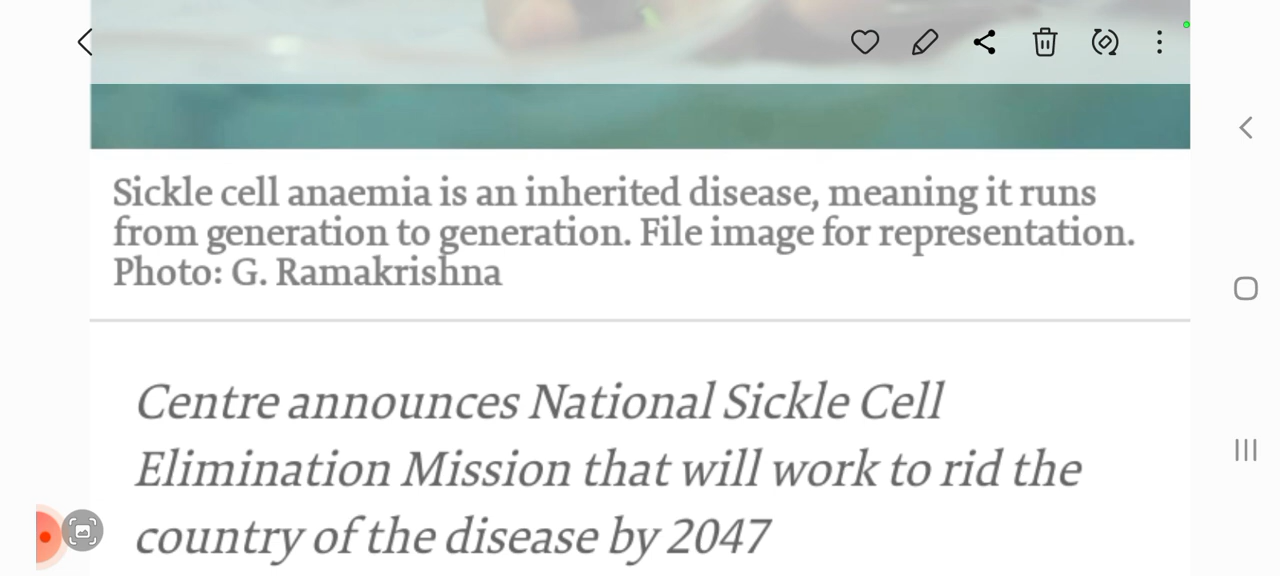 Sickle cell anaemia is an inherited disease, meaning it runs
from generation to generation. File image for representation.
Photo: G. Ramakrishna
Centre announces National Sickle Cell
Elimination Mission that will work to rid the
country of the disease by 2047